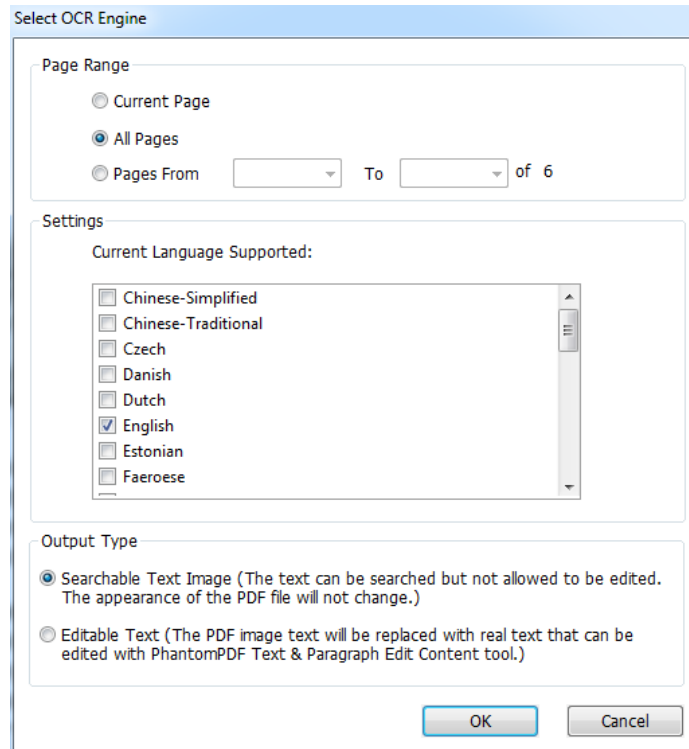 Select OCR Engine
Page Range
Current Page
All Pages
Pages From To of 6
Settings
Current Language Supported:
Chinese-Simplified
Chinese-Traditional
Czech
Danish
Dutch
English
Estonian
Faeroese
Output Type
Searchable Text Image (The text can be searched but not allowed to be edited.
The appearance of the PDF file will not change.)
Editable Text (The PDF image text will be replaced with real text that can be
edited with PhantomPDF Text & Paragraph Edit Content tool.)
OK Cancel